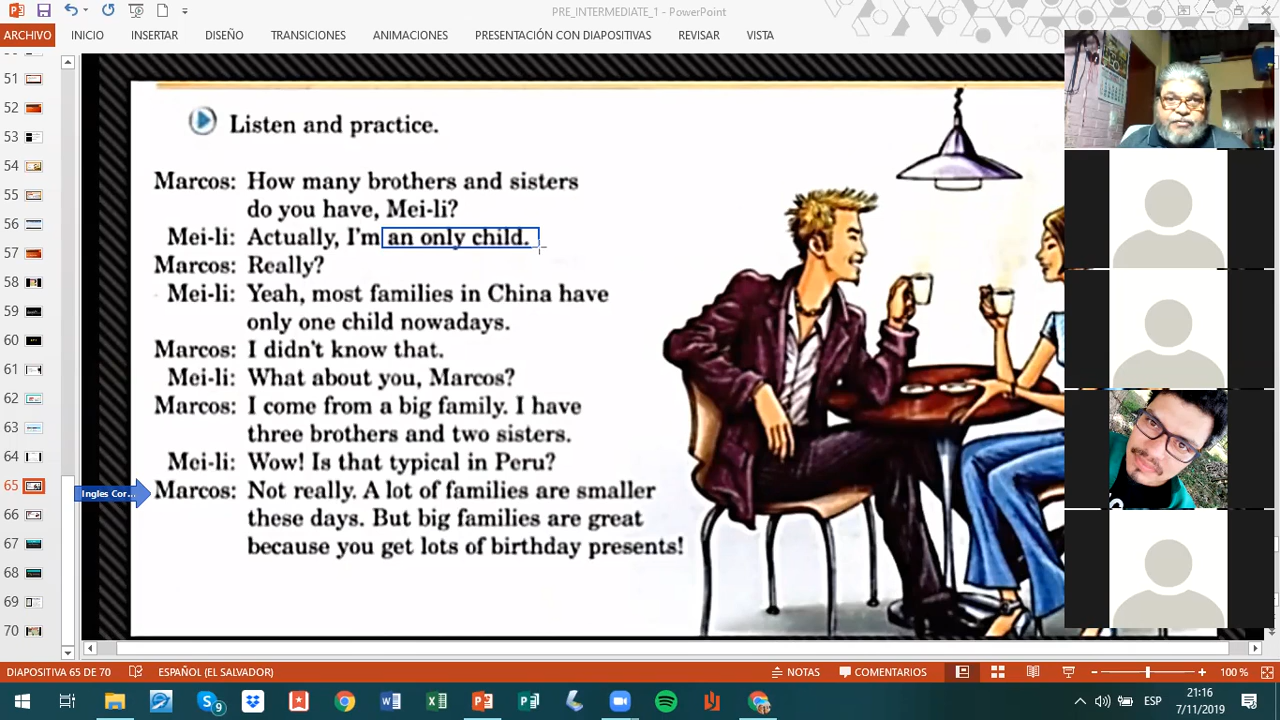 PRE_INTERMEDIATE_1 - PowerPoint
ARCHIVO INICIO INSERTAR DISEÑO TRANSICIONES ANIMACIONES PRESENTACIÓN CON DIAPOSITIVAS REVISAR VISTA
51
52
53
54
55
56
57
58
59
60
61
62
63
64
65
66
67
68
69
70
Listen and practice.
Marcos: How many brothers and sisters
do you have, Mei-li?
Mei-li: Actually, I'm an only child.
Marcos: Really?
Mei-li: Yeah, most families in China have
only one child nowadays.
Marcos: I didn't know that.
Mei-li: What about you, Marcos?
Marcos: I come from a big family. I have
three brothers and two sisters.
Mei-li: Wow! Is that typical in Peru?
Ingles Cor...
Marcos: Not really. A lot of families are smaller
these days. But big families are great
because you get lots of birthday presents!
DIAPOSITIVA 65 DE 70 ESPAÑOL (EL SALVADOR) NOTAS COMENTARIOS 100 %
9
ESP
21:16
7/11/2019